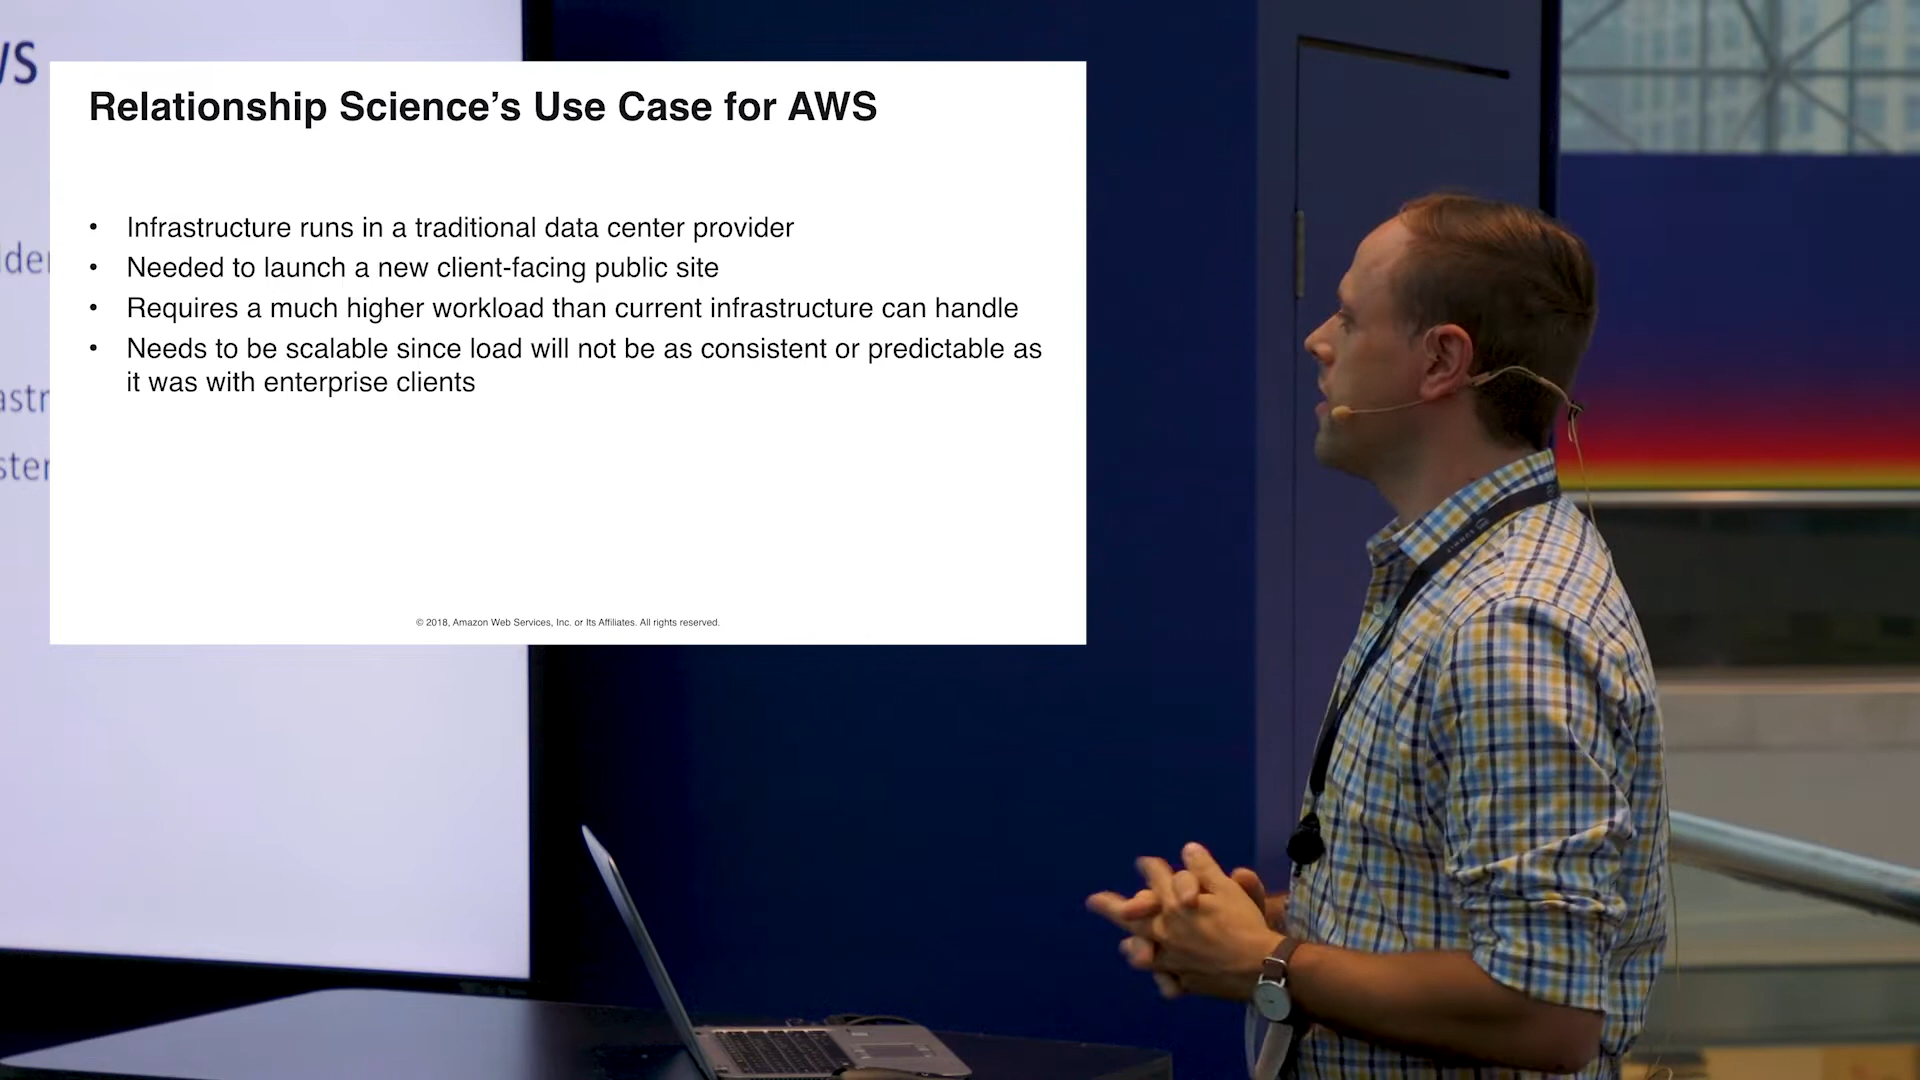 Relationship Science’s Use Case for AWS
• Infrastructure runs in a traditional data center provider
• Needed to launch a new client-facing public site
• Requires a much higher workload than current infrastructure can handle
• Needs to be scalable since load will not be as consistent or predictable as
it was with enterprise clients
© 2018, Amazon Web Services, Inc. or Its Affiliates. All rights reserved.